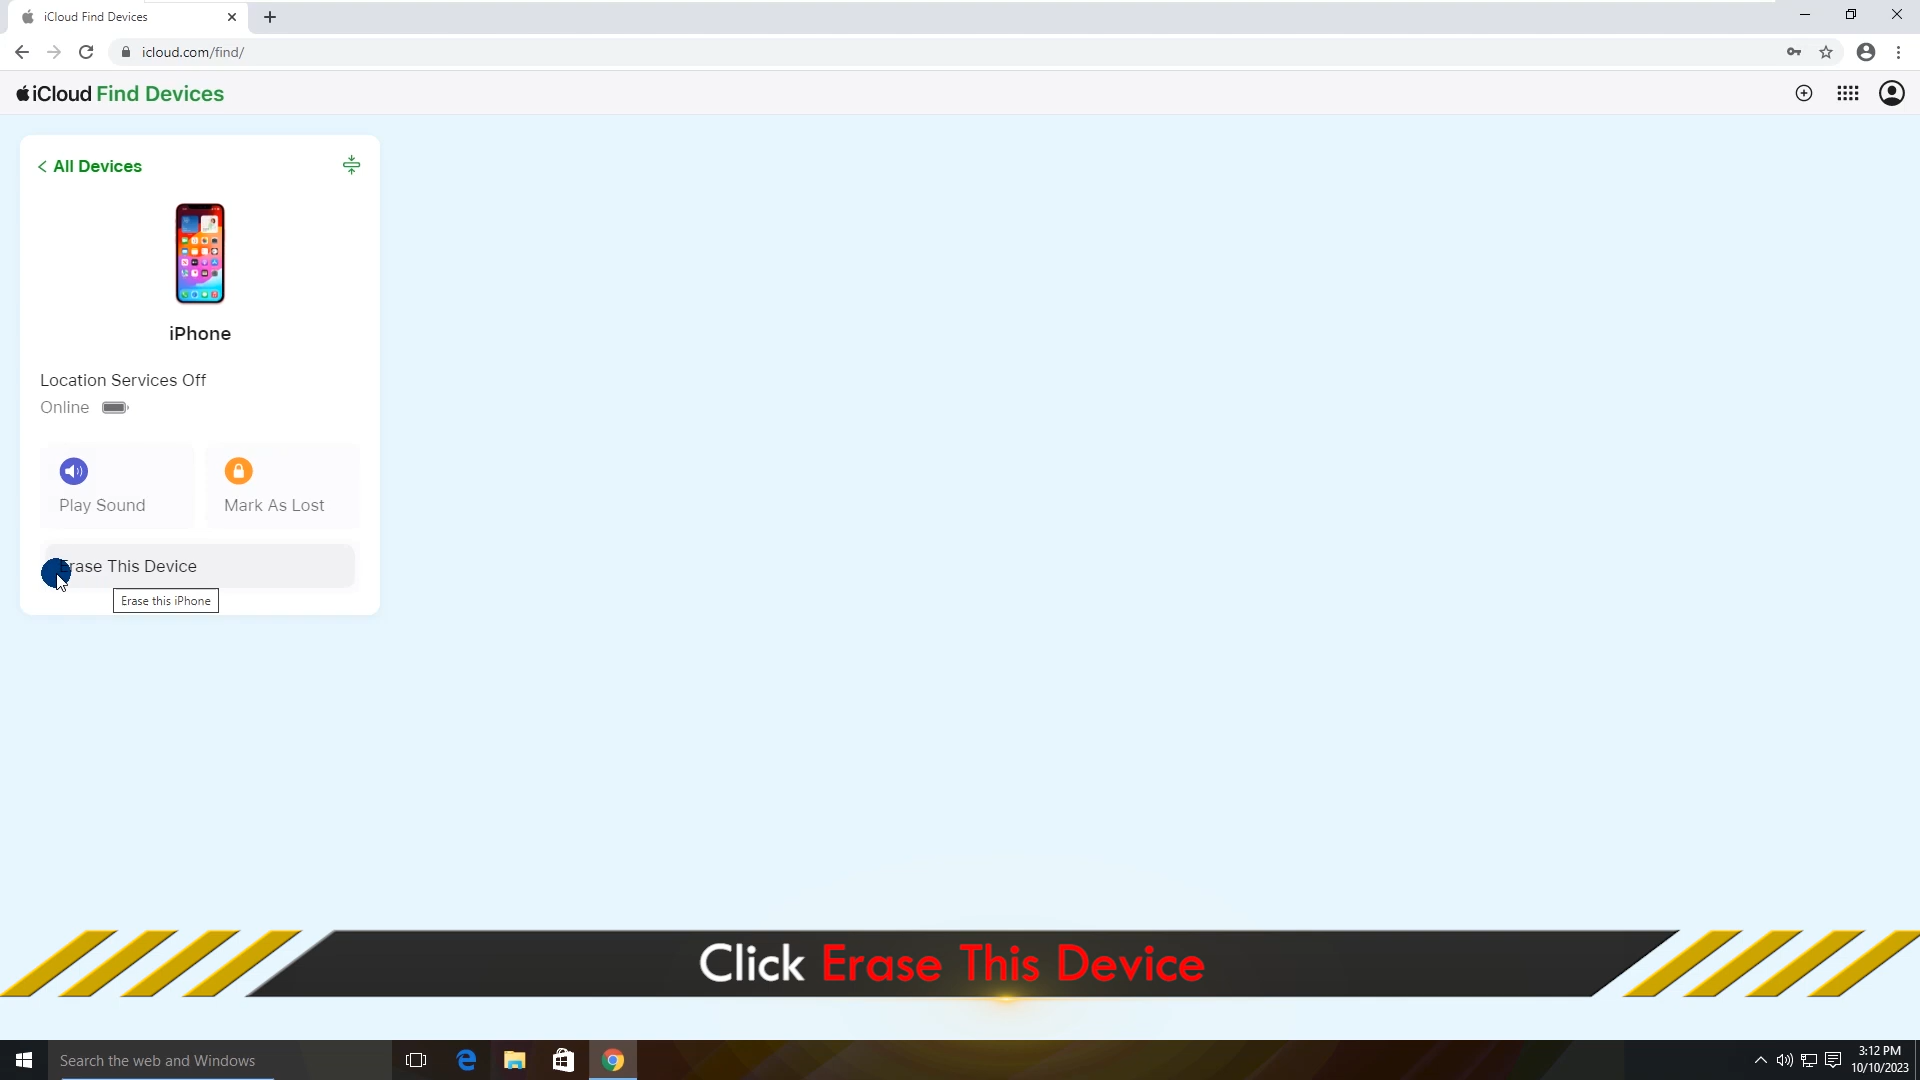 iCloud Find Devices
icloud.com/find/
iCloud Find Devices
< All Devices
iPhone
Location Services Off
Online
Play Sound
Mark As Lost
Erase This Device
Erase this iPhone
Click Erase This Device
Search the web and Windows
3:12 PM
10/10/2023